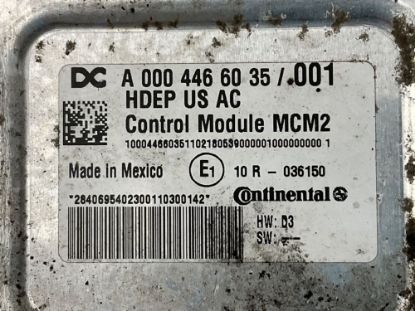 DC A 000 446 60 35 / .001
HDEP US AC
Control Module MCM2
10004466035110218053900000100000000 1
Made in Mexico E1 10 R - 036150
Continental
*2840695402300110300142*
HW: D3
SW: ---